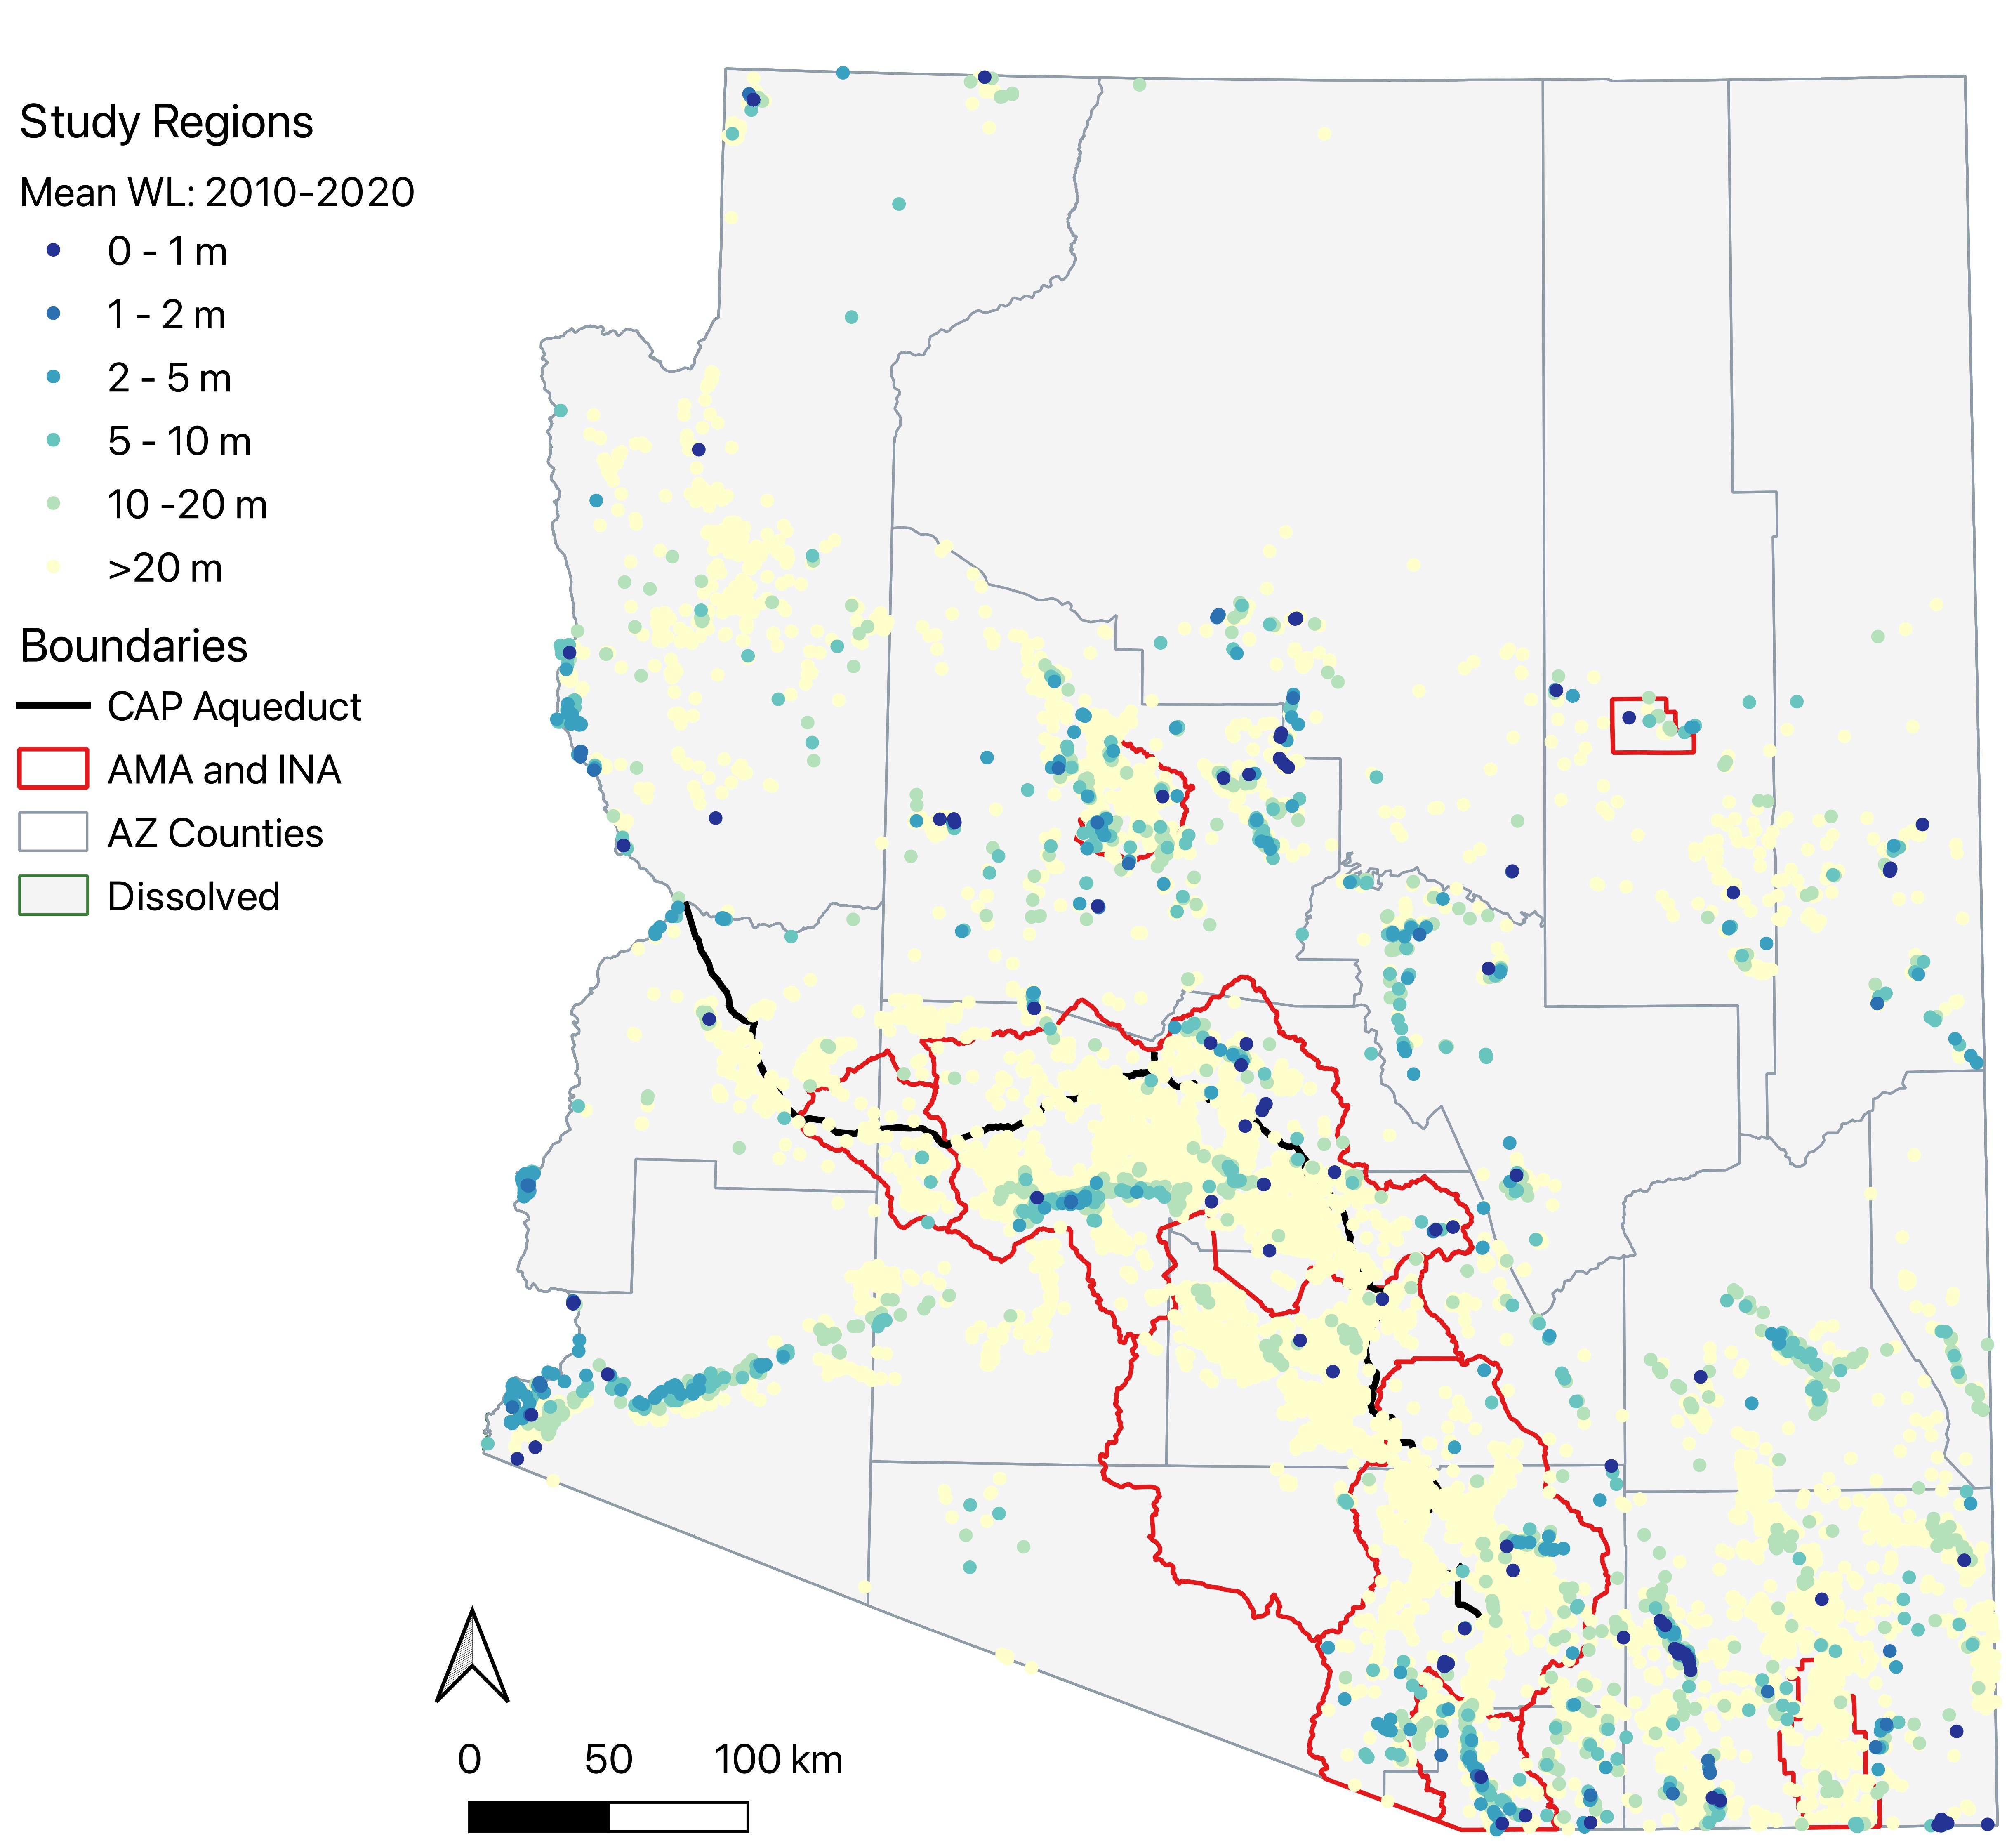 Study Regions
Mean WL: 2010-2020
0 - 1 m
1 - 2 m
2 - 5 m
5 - 10 m
10 -20 m
>20 m
Boundaries
CAP Aqueduct
AMA and INA
AZ Counties
Dissolved
0 50 100 km